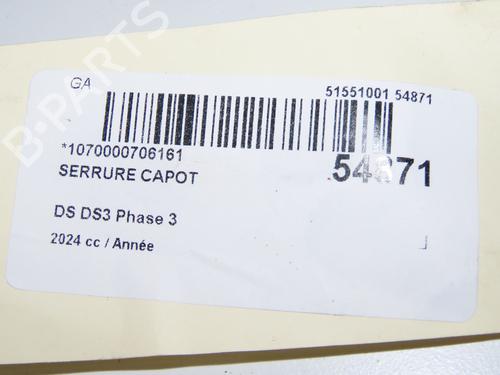 GA
51551001 54871
*1070000706161
54871
SERRURE CAPOT
DS DS3 Phase 3
2024 cc / Année
B-PARTS